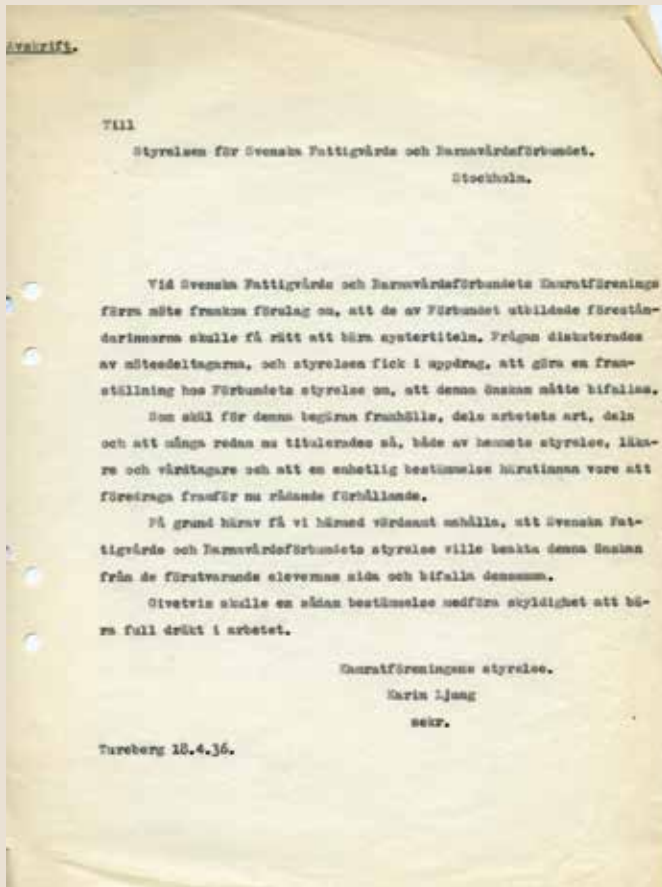 Avskrift.
Till
Styrelsen för Svenska Fattigvårds och Barnavårdsförbundet.
Stockholm.
Vid Svenska Fattigvårds och Barnavårdsförbundets Kamratförenings
förra möte framkom förslag om, att de av Förbundet utbildade förestån-
darinnorna skulle få rätt att bära systertiteln. Frågan diskuterades
av mötesdeltagarna, och styrelsen fick i uppdrag, att göra en fram-
ställning hos Förbundets styrelse om, att denna önskan måtte bifallas.
Som skäl för denna begäran framhålls, dels arbetets art, dels
och att många redan nu titulerades så, både av hemmets styrelse, läka-
re och vårdtagare och att en enhetlig bestämmelse härutinnan vore att
föredraga framför nu rådande förhållande.
På grund härav få vi härmed vördsamt anhålla, att Svenska Fat-
tigvårds och Barnavårdsförbundets styrelse ville beakta denna önskan
från de förutvarande elevernas sida och bifalla densamma.
Givetvis skulle en sådan bestämmelse medföra skyldighet att bä-
ra full dräkt i arbetet.
Kamratföreningens styrelse.
Karin Ljung
sekr.
Tureberg 18.4.36.